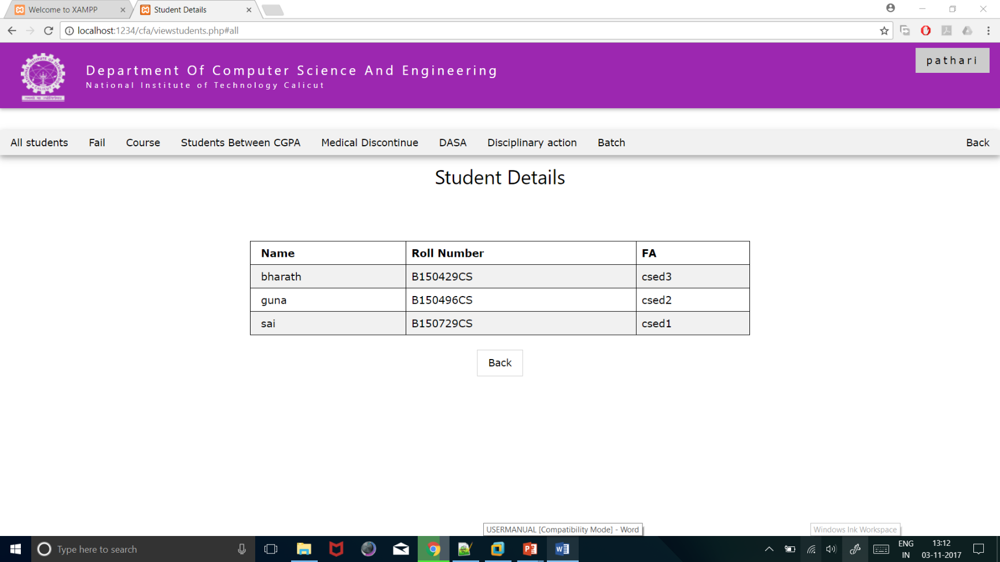 Welcome to XAMPP
Student Details
localhost:1234/cfa/viewstudents.php#all
Department Of Computer Science And Engineering
National Institute of Technology Calicut
pathari
All students Fail Course Students Between CGPA Medical Discontinue DASA Disciplinary action Batch Back
Student Details
Name Roll Number FA
bharath B150429CS csed3
guna B150496CS csed2
sai B150729CS csed1
Back
USERMANUAL [Compatibility Mode] - Word
Windows Ink Workspace
Type here to search
ENG
IN
13:12
03-11-2017